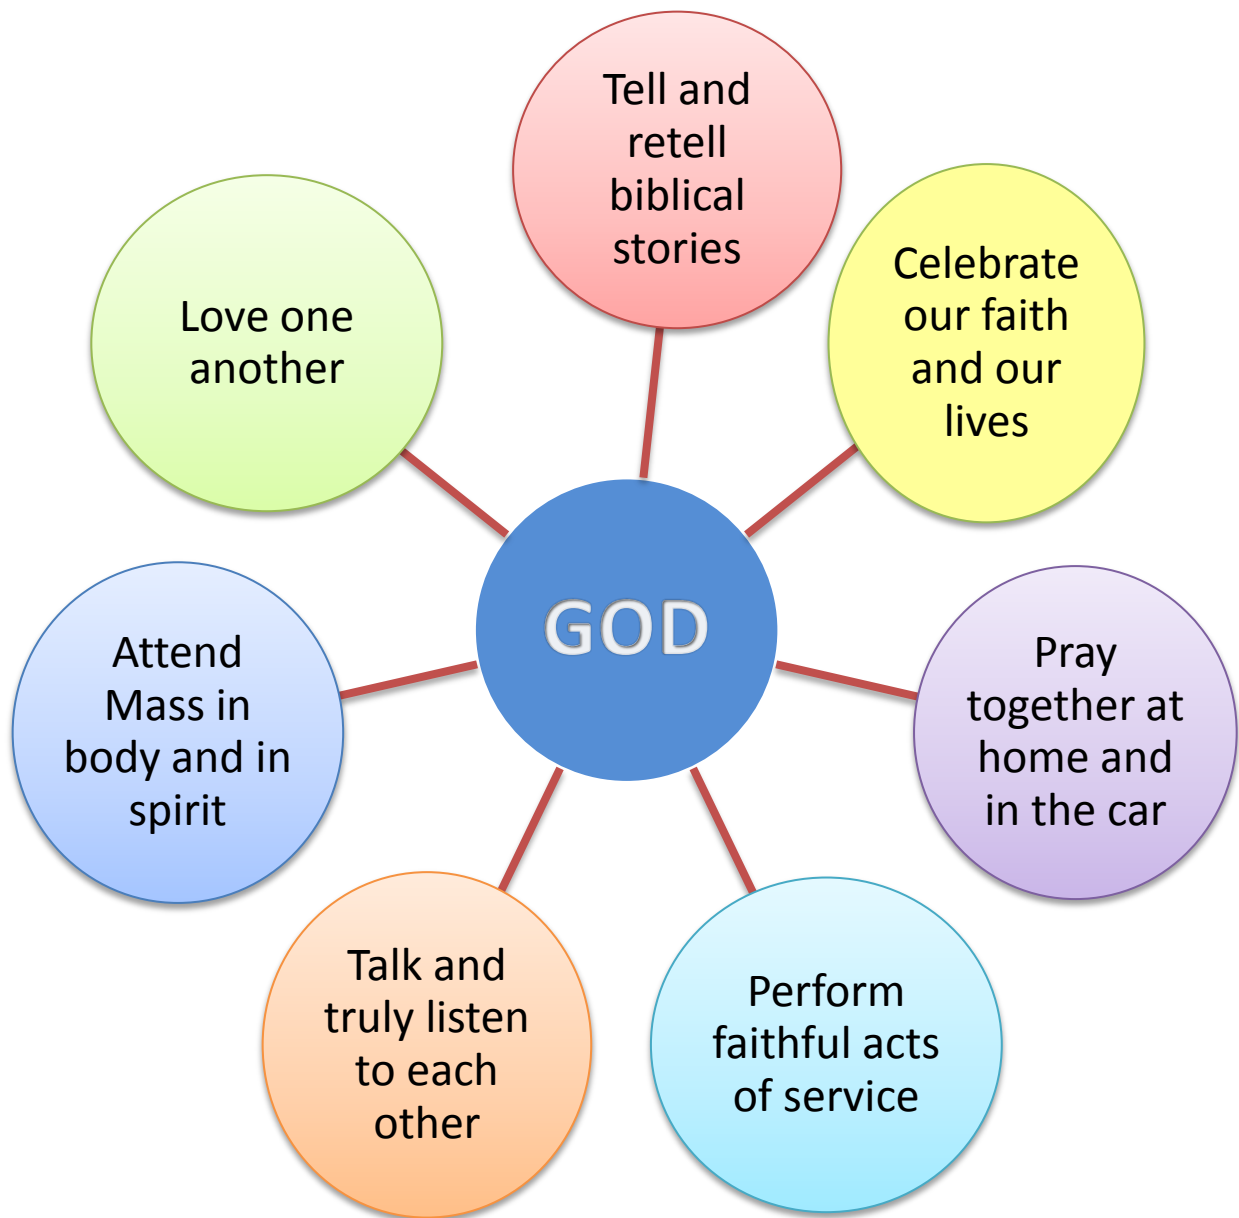 Tell and
retell
biblical
stories
Celebrate
our faith
and our
lives
Pray
together at
home and
in the car
Perform
faithful acts
of service
Talk and
truly listen
to each
other
Attend
Mass in
body and in
spirit
Love one
another
GOD